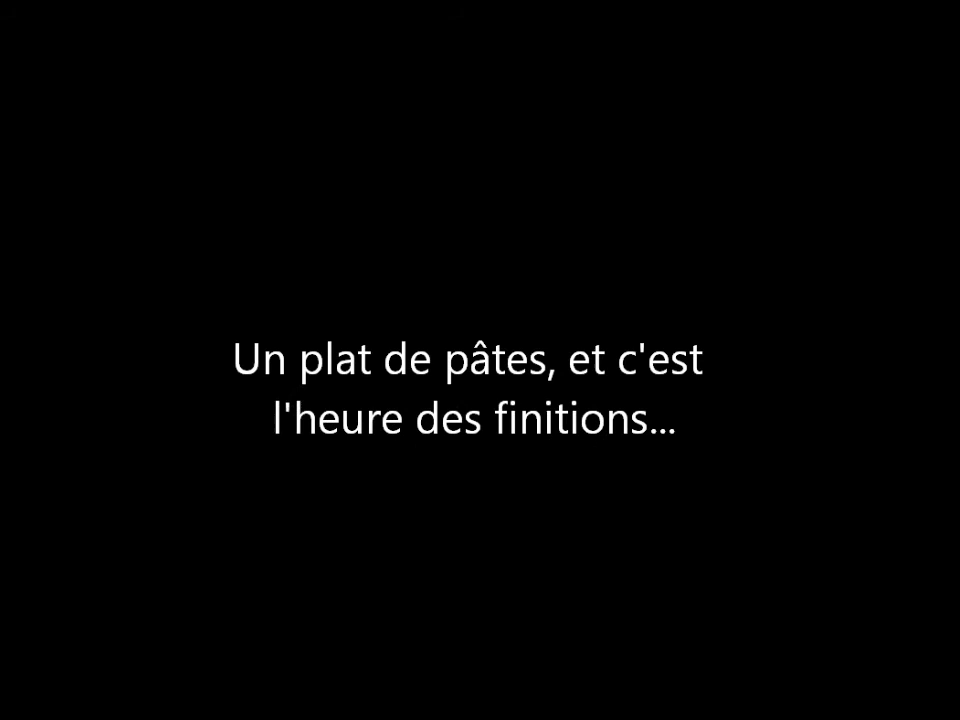 Un plat de pâtes, et c'est
l'heure des finitions...